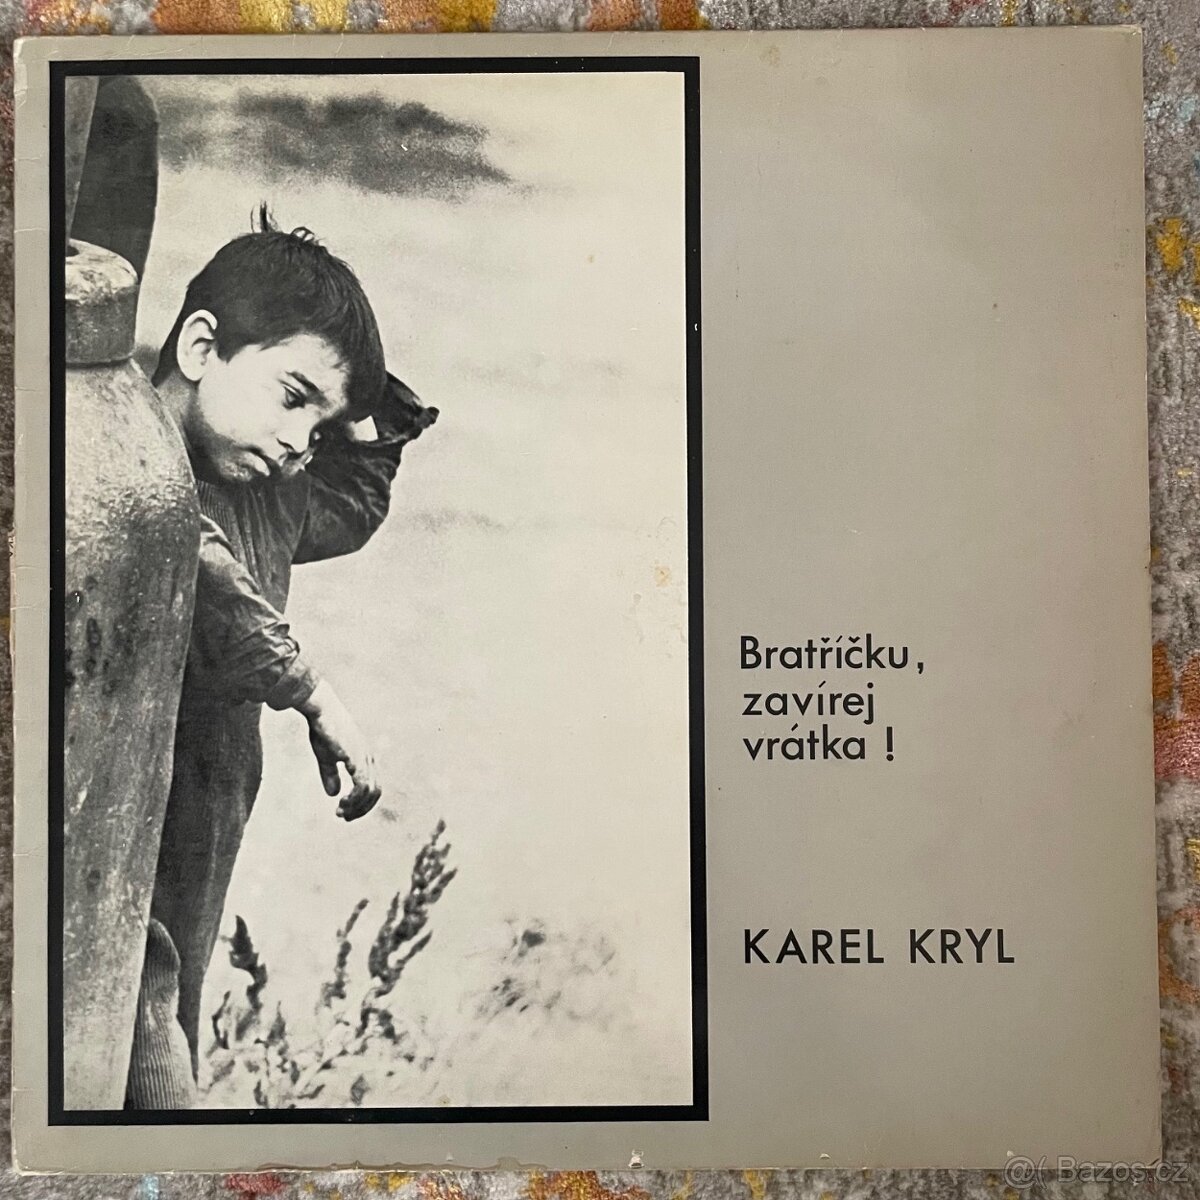 Bratříčku,
zavírej
vrátka !
KAREL KRYL
@( Bazos.cz